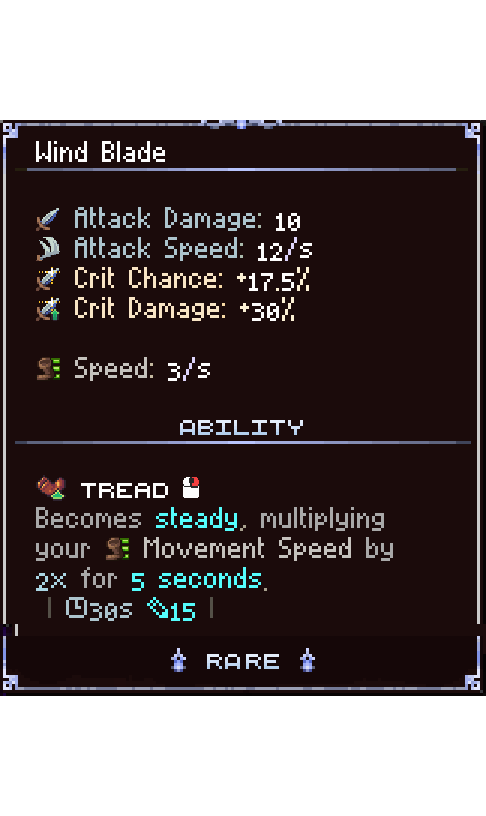 Wind Blade
Attack Damage: 10
Attack Speed: 12/s
Crit Chance: +17.5%
Crit Damage: +30%
Speed: 3/s
ABILITY
TREAD
Becomes steady, multiplying
your Movement Speed by
2x for 5 seconds.
| 30s 15 |
RARE